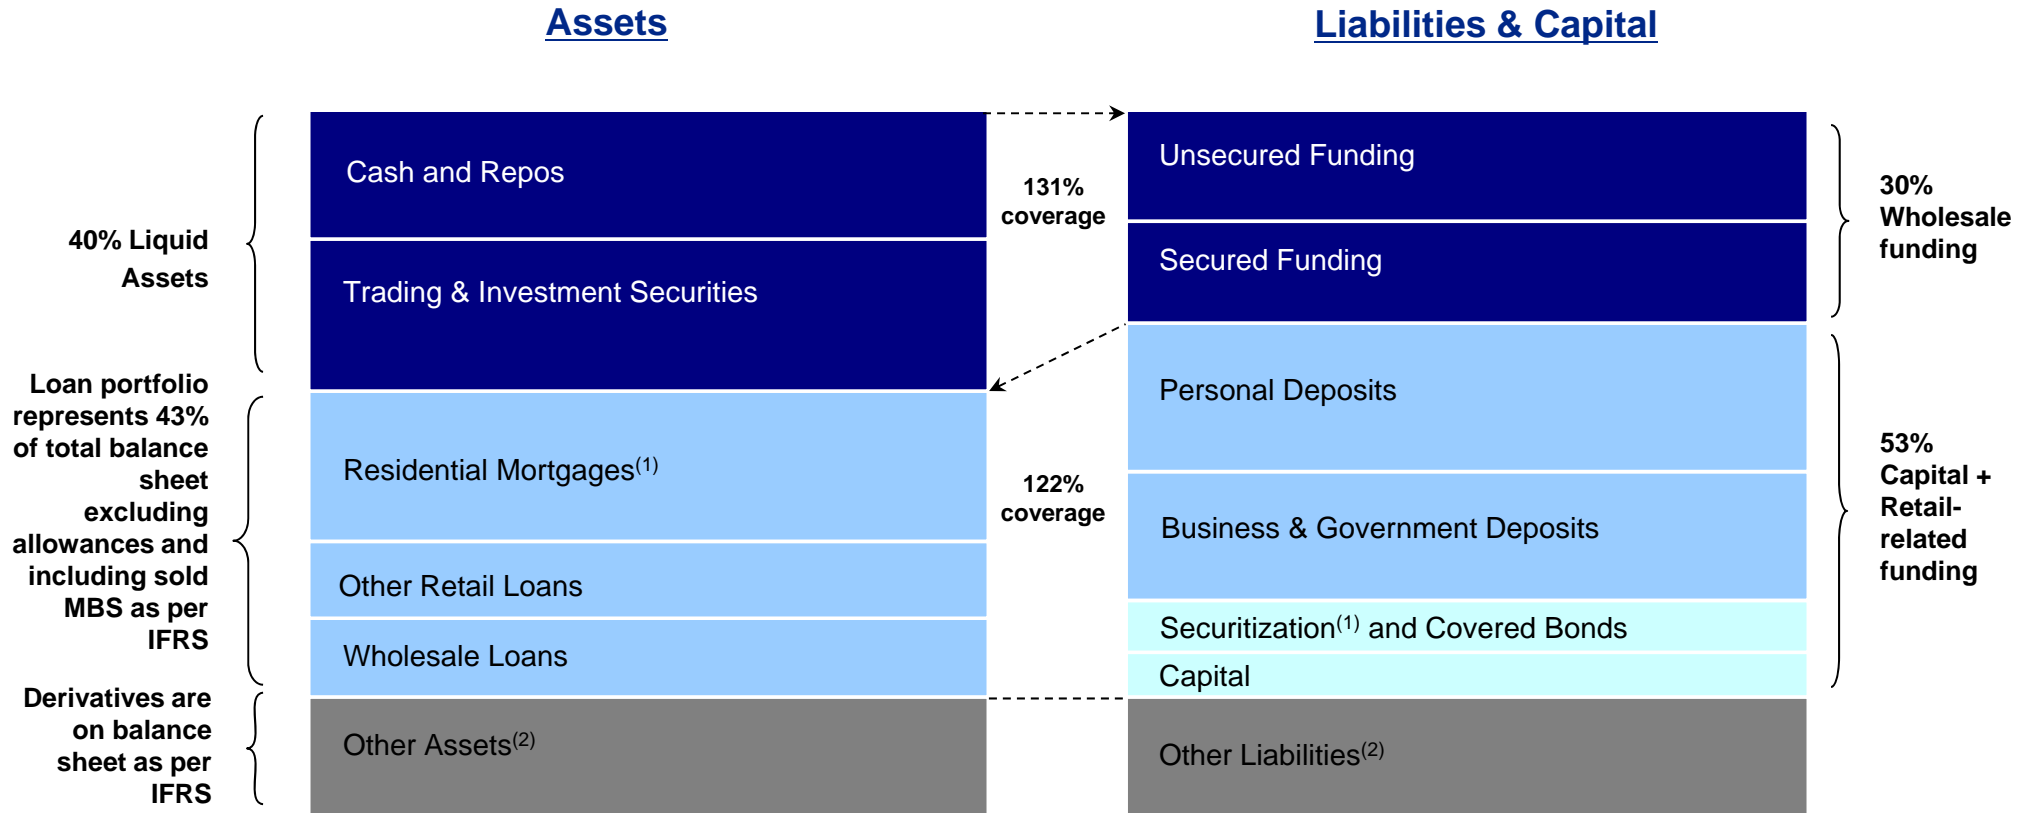 Assets
Liabilities & Capital
40% Liquid
Assets
Loan portfolio
represents 43%
of total balance
sheet
excluding
allowances and
including sold
MBS as per
IFRS
Derivatives are
on balance
sheet as per
IFRS
Cash and Repos
Trading & Investment Securities
Residential Mortgages(1)
Other Retail Loans
Wholesale Loans
Other Assets(2)
131%
coverage
122%
coverage
Unsecured Funding
Secured Funding
Personal Deposits
Business & Government Deposits
Securitization(1) and Covered Bonds
Capital
Other Liabilities(2)
30%
Wholesale
funding
53%
Capital +
Retail-
related
funding